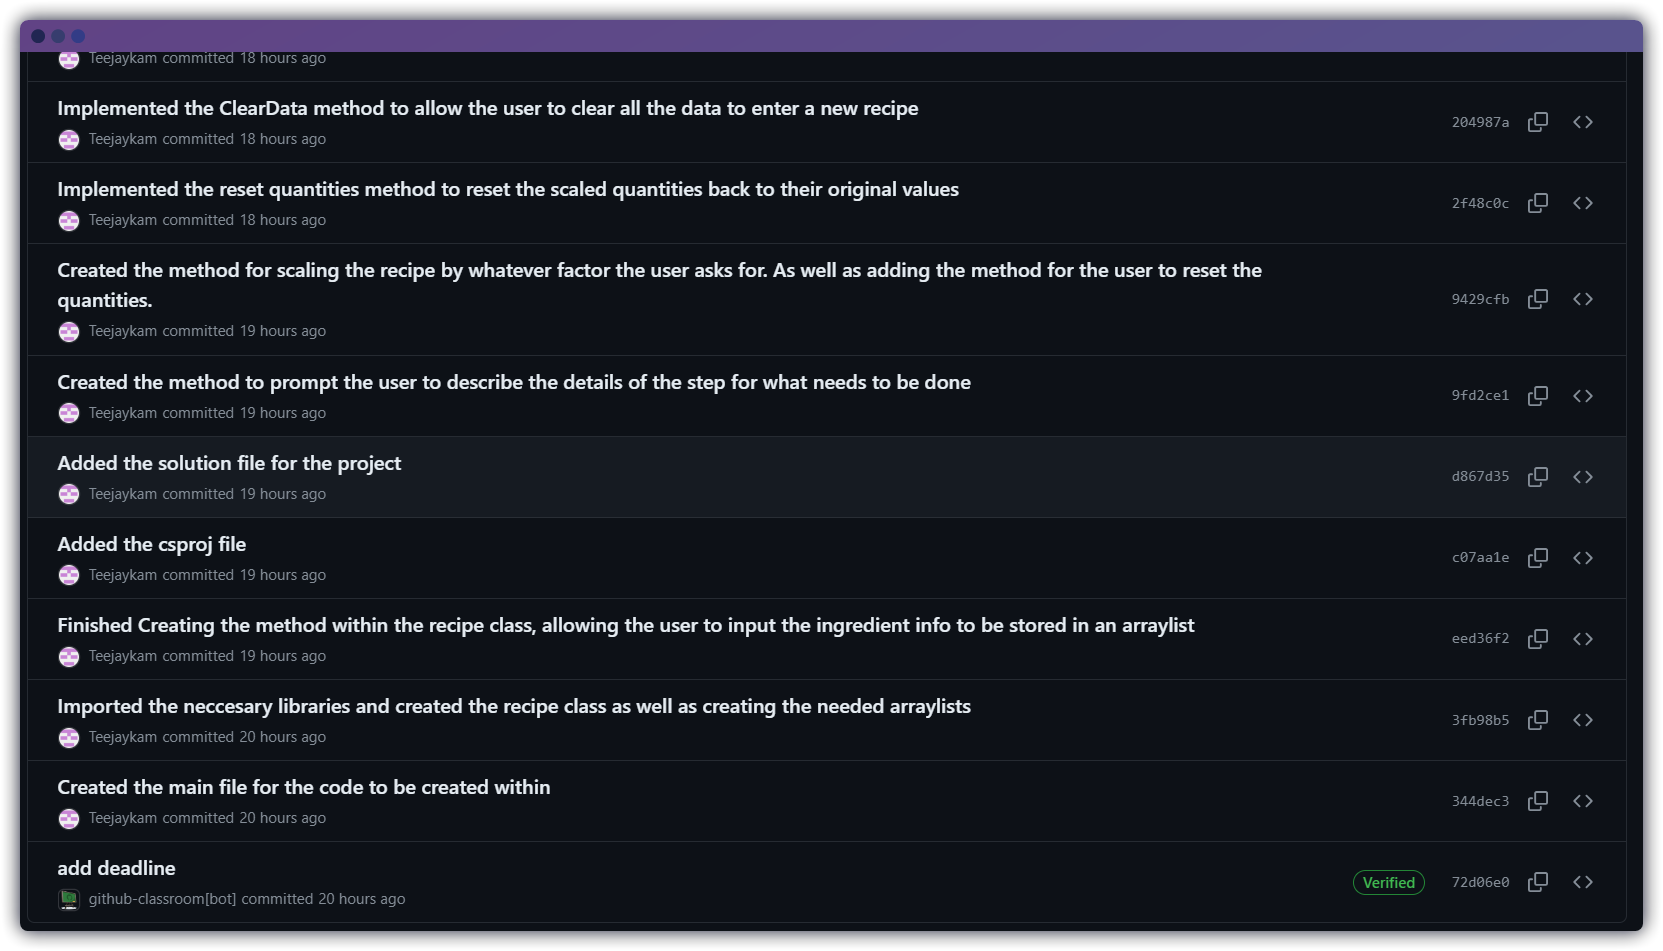 Teejaykam committed 18 hours ago
Implemented the ClearData method to allow the user to clear all the data to enter a new recipe
Teejaykam committed 18 hours ago
204987a
Implemented the reset quantities method to reset the scaled quantities back to their original values
Teejaykam committed 18 hours ago
2f48c0c
Created the method for scaling the recipe by whatever factor the user asks for. As well as adding the method for the user to reset the
quantities.
Teejaykam committed 19 hours ago
9429cfb
Created the method to prompt the user to describe the details of the step for what needs to be done
Teejaykam committed 19 hours ago
9fd2ce1
Added the solution file for the project
Teejaykam committed 19 hours ago
d867d35
Added the csproj file
Teejaykam committed 19 hours ago
c07aa1e
Finished Creating the method within the recipe class, allowing the user to input the ingredient info to be stored in an arraylist
Teejaykam committed 19 hours ago
eed36f2
Imported the neccesary libraries and created the recipe class as well as creating the needed arraylists
Teejaykam committed 20 hours ago
3fb98b5
Created the main file for the code to be created within
Teejaykam committed 20 hours ago
344dec3
add deadline
github-classroom[bot] committed 20 hours ago
Verified
72d06e0